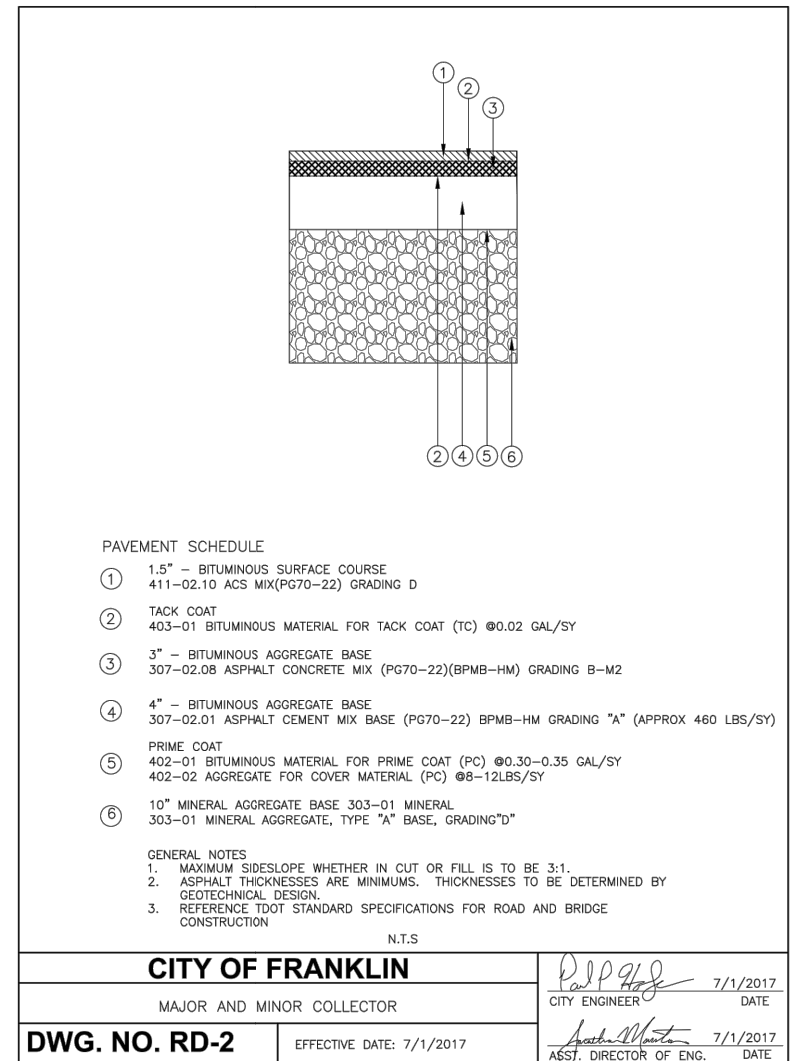 1
2
3
2
4
5
6
PAVEMENT SCHEDULE
1
1.5" – BITUMINOUS SURFACE COURSE
411–02.10 ACS MIX(PG70–22) GRADING D
2
TACK COAT
403–01 BITUMINOUS MATERIAL FOR TACK COAT (TC) @0.02 GAL/SY
3
3" – BITUMINOUS AGGREGATE BASE
307–02.08 ASPHALT CONCRETE MIX (PG70–22)(BPMB–HM) GRADING B–M2
4
4" – BITUMINOUS AGGREGATE BASE
307–02.01 ASPHALT CEMENT MIX BASE (PG70–22) BPMB–HM GRADING "A" (APPROX 460 LBS/SY)
5
PRIME COAT
402–01 BITUMINOUS MATERIAL FOR PRIME COAT (PC) @0.30–0.35 GAL/SY
402–02 AGGREGATE FOR COVER MATERIAL (PC) @8–12LBS/SY
6
10" MINERAL AGGREGATE BASE 303–01 MINERAL
303–01 MINERAL AGGREGATE, TYPE "A" BASE, GRADING"D"
GENERAL NOTES
1. MAXIMUM SIDESLOPE WHETHER IN CUT OR FILL IS TO BE 3:1.
2. ASPHALT THICKNESSES ARE MINIMUMS. THICKNESSES TO BE DETERMINED BY
GEOTECHNICAL DESIGN.
3. REFERENCE TDOT STANDARD SPECIFICATIONS FOR ROAD AND BRIDGE
CONSTRUCTION
N.T.S
CITY OF FRANKLIN
MAJOR AND MINOR COLLECTOR
DWG. NO. RD-2
EFFECTIVE DATE: 7/1/2017
Paul P 7/1/2017
CITY ENGINEER DATE
7/1/2017
ASST. DIRECTOR OF ENG. DATE